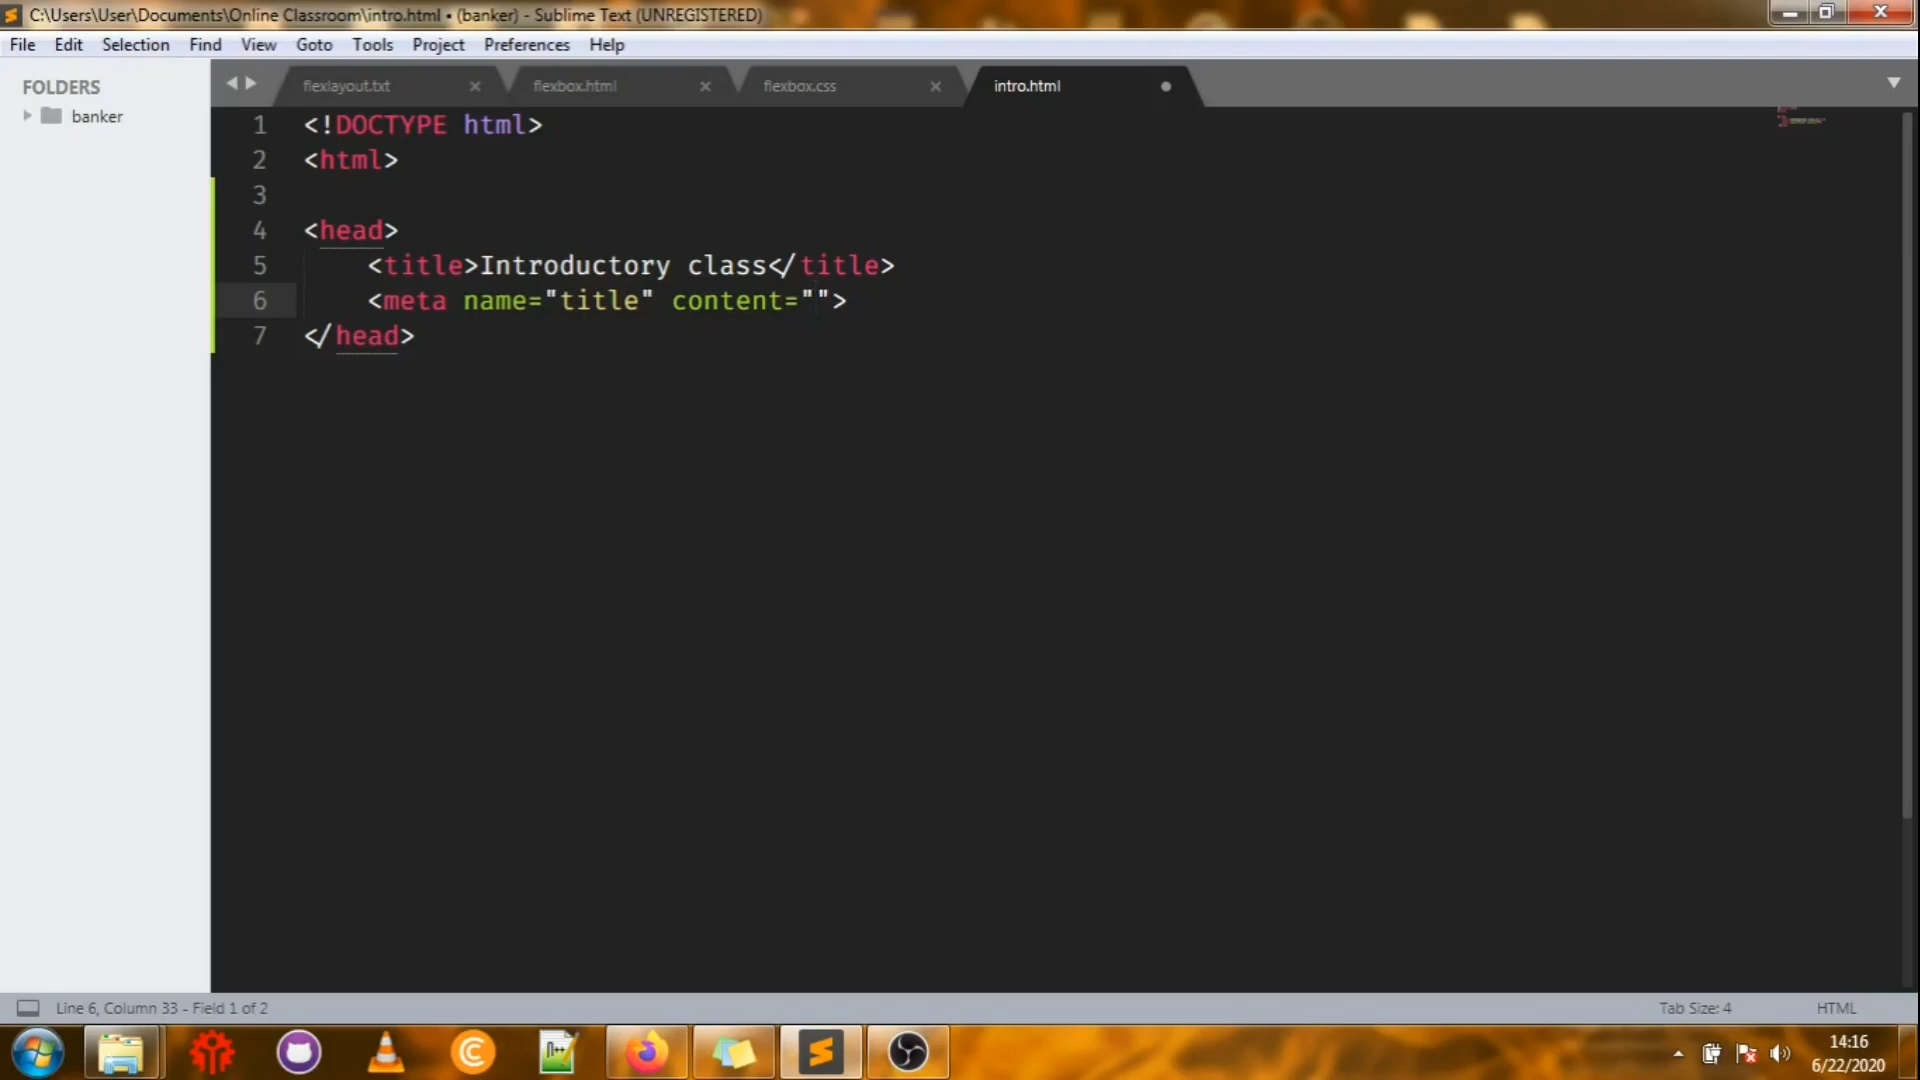 C:\Users\User\Documents\Online Classroom\intro.html • (banker) - Sublime Text (UNREGISTERED)
File Edit Selection Find View Goto Tools Project Preferences Help
FOLDERS
banker
flexlayout.txt flexbox.html flexbox.css intro.html
1 <!DOCTYPE html>
2 <html>
3
4 <head>
5 <title>Introductory class</title>
6 <meta name="title" content="">
7 </head>
Line 6, Column 33 - Field 1 of 2
Tab Size: 4
HTML
14:16
6/22/2020